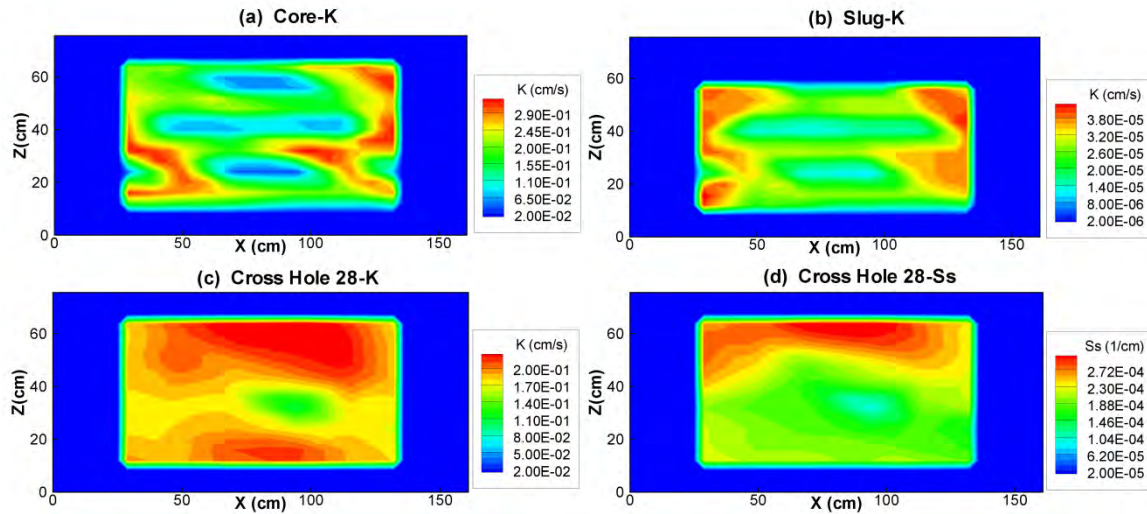 (a) Core-K
Z(cm)
60
40
20
0
0 50 100 150
X (cm)
K (cm/s)
2.90E-01
2.45E-01
2.00E-01
1.55E-01
1.10E-01
6.50E-02
2.00E-02
(b) Slug-K
Z(cm)
60
40
20
0
0 50 100 150
X (cm)
K (cm/s)
3.80E-05
3.20E-05
2.60E-05
2.00E-05
1.40E-05
8.00E-06
2.00E-06
(c) Cross Hole 28-K
Z(cm)
60
40
20
0
0 50 100 150
X (cm)
K (cm/s)
2.00E-01
1.70E-01
1.40E-01
1.10E-01
8.00E-02
5.00E-02
2.00E-02
(d) Cross Hole 28-Ss
Z(cm)
60
40
20
0
0 50 100 150
X (cm)
Ss (1/cm)
2.72E-04
2.30E-04
1.88E-04
1.46E-04
1.04E-04
6.20E-05
2.00E-05